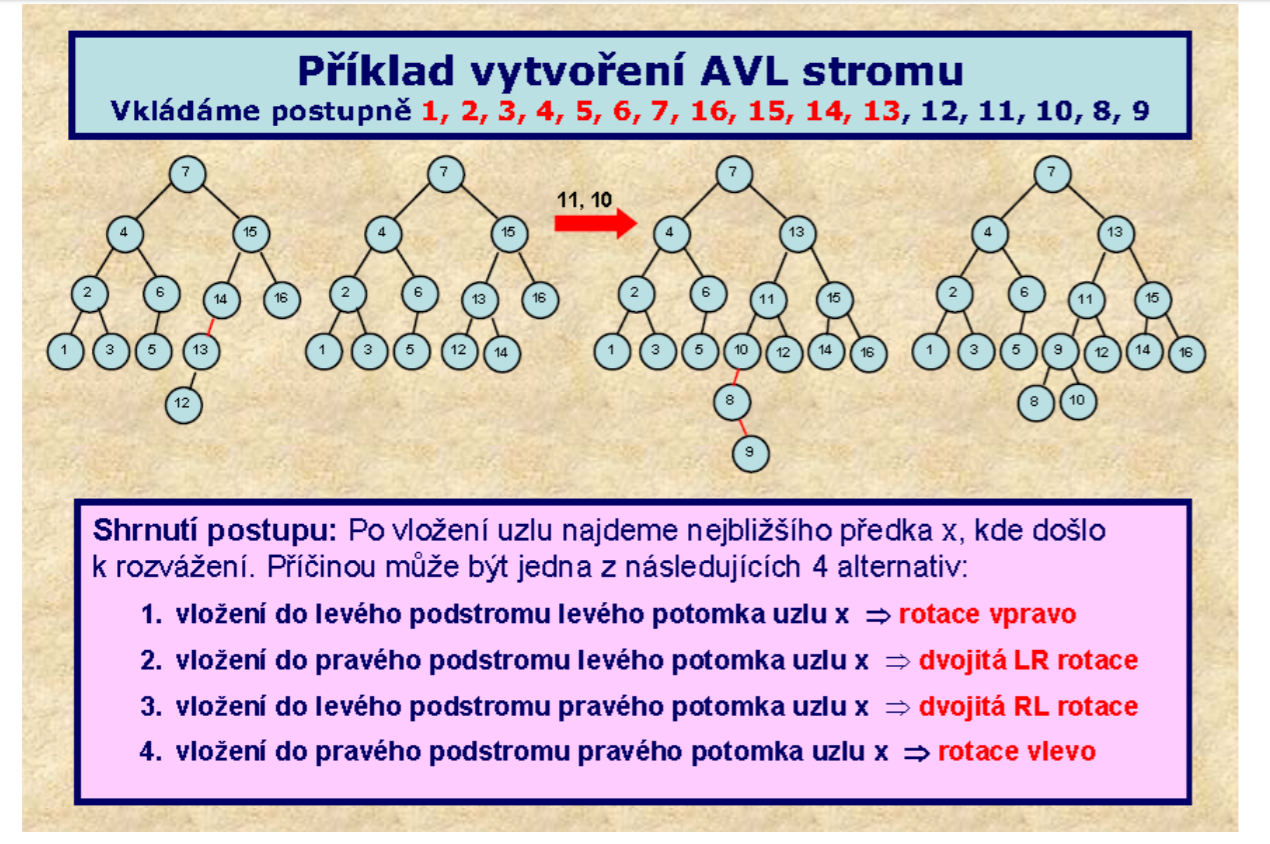 Příklad vytvoření AVL stromu
Vkládáme postupně 1, 2, 3, 4, 5, 6, 7, 16, 15, 14, 13, 12, 11, 10, 8, 9
7
4 15
2 6 14 16
1 3 5 13
12
7
4 15
2 6 13 16
1 3 5 12 14
11, 10
7
4 13
2 6 11 15
1 3 5 10 12 14 16
8
9
7
4 13
2 6 11 15
1 3 5 9 12 14 16
8 10
Shrnutí postupu: Po vložení uzlu najdeme nejbližšího předka x, kde došlo
k rozvážení. Příčinou může být jedna z následujících 4 alternativ:
1. vložení do levého podstromu levého potomka uzlu x ⇒ rotace vpravo
2. vložení do pravého podstromu levého potomka uzlu x ⇒ dvojitá LR rotace
3. vložení do levého podstromu pravého potomka uzlu x ⇒ dvojitá RL rotace
4. vložení do pravého podstromu pravého potomka uzlu x ⇒ rotace vlevo